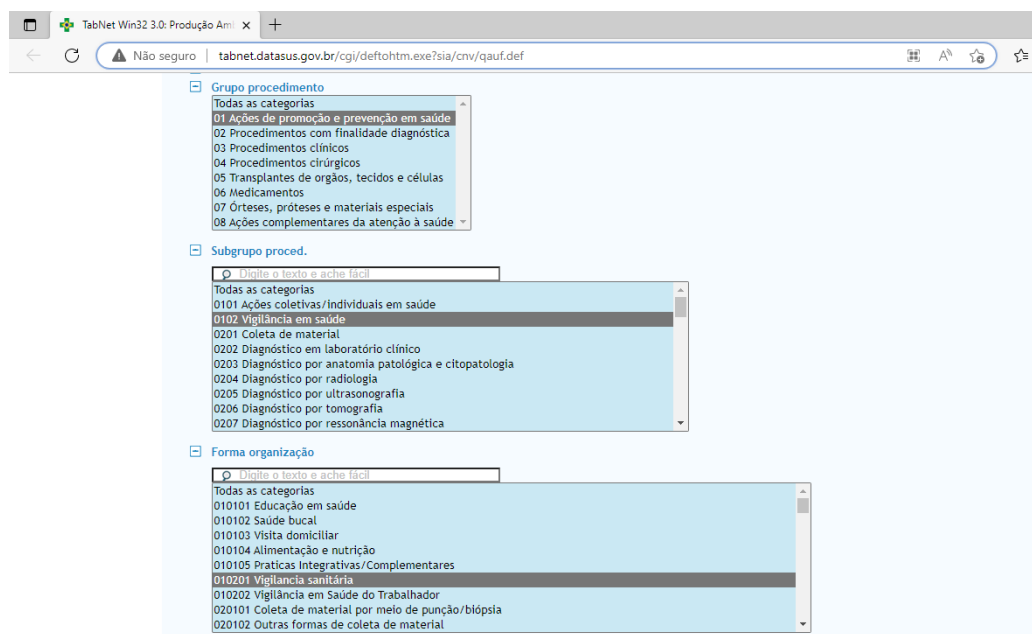 TabNet Win32 3.0: Produção Aml
Não seguro | tabnet.datasus.gov.br/cgi/deftohtm.exe?sia/cnv/qauf.def
Grupo procedimento
Todas as categorias
01 Ações de promoção e prevenção em saúde
02 Procedimentos com finalidade diagnóstica
03 Procedimentos clínicos
04 Procedimentos cirúrgicos
05 Transplantes de orgãos, tecidos e células
06 Medicamentos
07 Órteses, próteses e materiais especiais
08 Ações complementares da atenção à saúde
Subgrupo proced.
Digite o texto e ache fácil
Todas as categorias
0101 Ações coletivas/individuais em saúde
0102 Vigilância em saúde
0201 Coleta de material
0202 Diagnóstico em laboratório clínico
0203 Diagnóstico por anatomia patológica e citopatologia
0204 Diagnóstico por radiologia
0205 Diagnóstico por ultrasonografia
0206 Diagnóstico por tomografia
0207 Diagnóstico por ressonância magnética
Forma organização
Digite o texto e ache fácil
Todas as categorias
010101 Educação em saúde
010102 Saúde bucal
010103 Visita domiciliar
010104 Alimentação e nutrição
010105 Praticas Integrativas/Complementares
010201 Vigilancia sanitária
010202 Vigilância em Saúde do Trabalhador
020101 Coleta de material por meio de punção/biópsia
020102 Outras formas de coleta de material